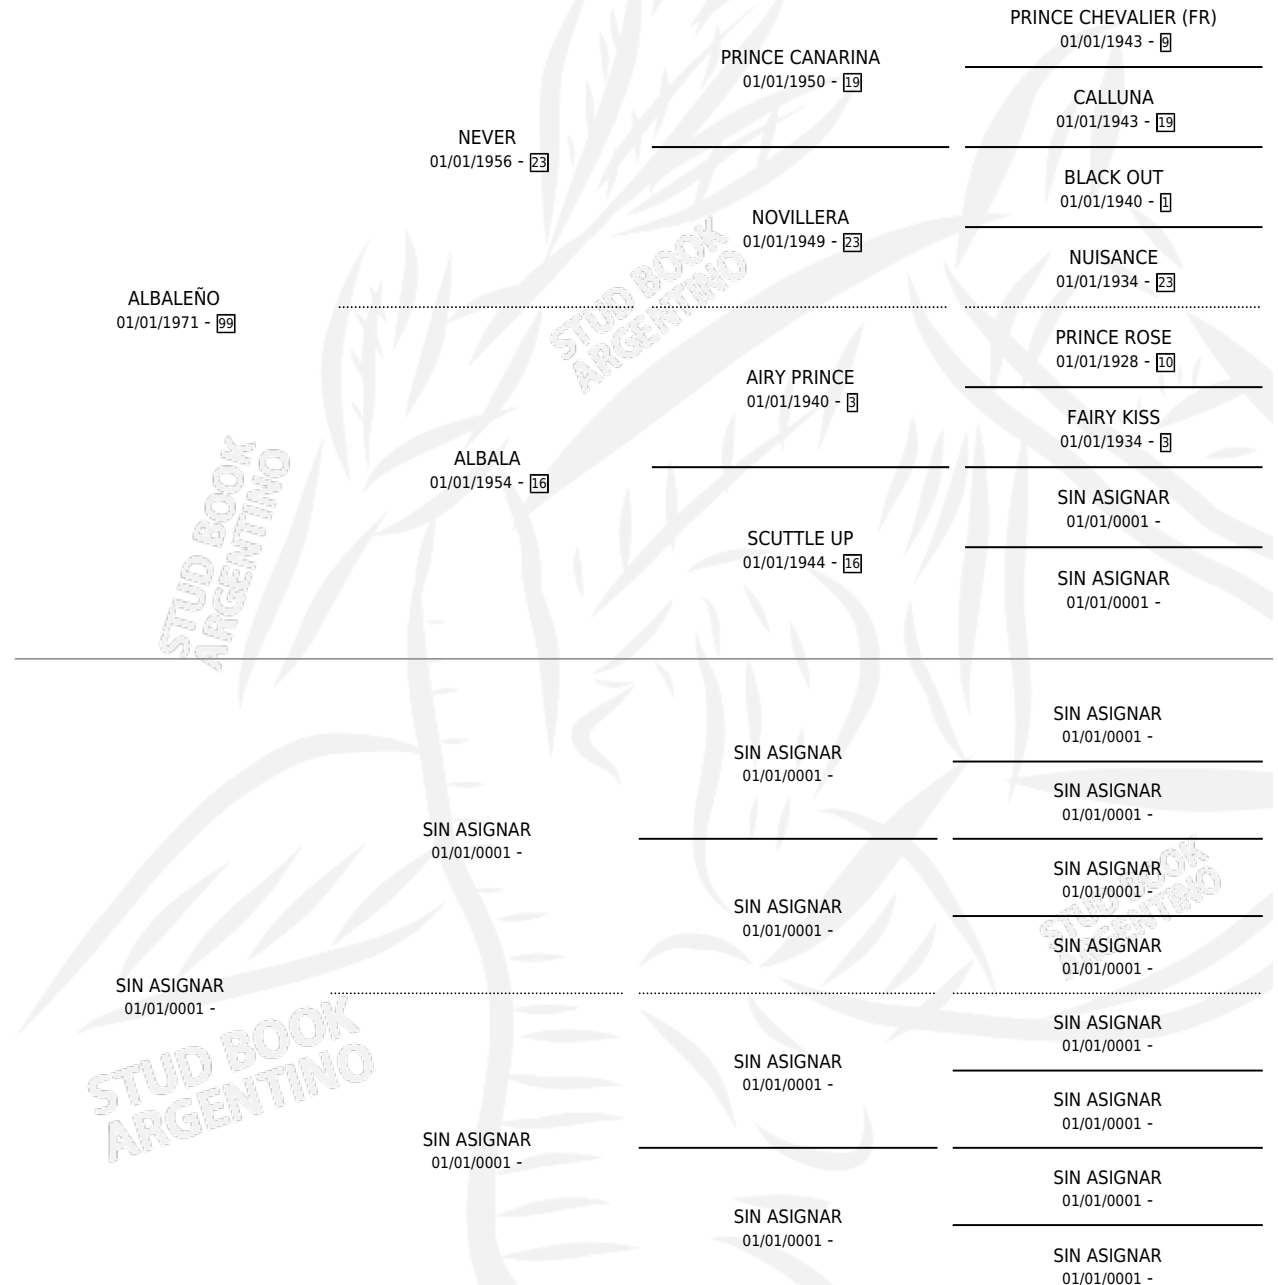 PRINCE CHEVALIER (FR)
01/01/1943 - 9
PRINCE CANARINA
01/01/1950 - 19
CALLUNA
01/01/1943 - 19
NEVER
01/01/1956 - 23
BLACK OUT
01/01/1940 - 1
NOVILLERA
01/01/1949 - 23
NUISANCE
01/01/1934 - 23
ALBALEÑO
01/01/1971 - 99
PRINCE ROSE
01/01/1928 - 10
AIRY PRINCE
01/01/1940 - 3
FAIRY KISS
01/01/1934 - 3
ALBALA
01/01/1954 - 16
SIN ASIGNAR
01/01/0001 -
SCUTTLE UP
01/01/1944 - 16
SIN ASIGNAR
01/01/0001 -
SIN ASIGNAR
01/01/0001 -
SIN ASIGNAR
01/01/0001 -
SIN ASIGNAR
01/01/0001 -
SIN ASIGNAR
01/01/0001 -
SIN ASIGNAR
01/01/0001 -
SIN ASIGNAR
01/01/0001 -
SIN ASIGNAR
01/01/0001 -
SIN ASIGNAR
01/01/0001 -
SIN ASIGNAR
01/01/0001 -
SIN ASIGNAR
01/01/0001 -
SIN ASIGNAR
01/01/0001 -
SIN ASIGNAR
01/01/0001 -
SIN ASIGNAR
01/01/0001 -
SIN ASIGNAR
01/01/0001 -
SIN ASIGNAR
01/01/0001 -
STUD BOOK
ARGENTINO
STUD BOOK
ARGENTINO
STUD BOOK
ARGENTINO
STUD BOOK
ARGENTINO